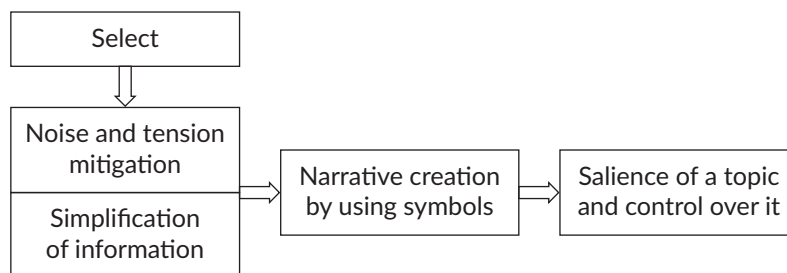 Select
Noise and tension
mitigation
Simplification
of information
Narrative creation
by using symbols
Salience of a topic
and control over it